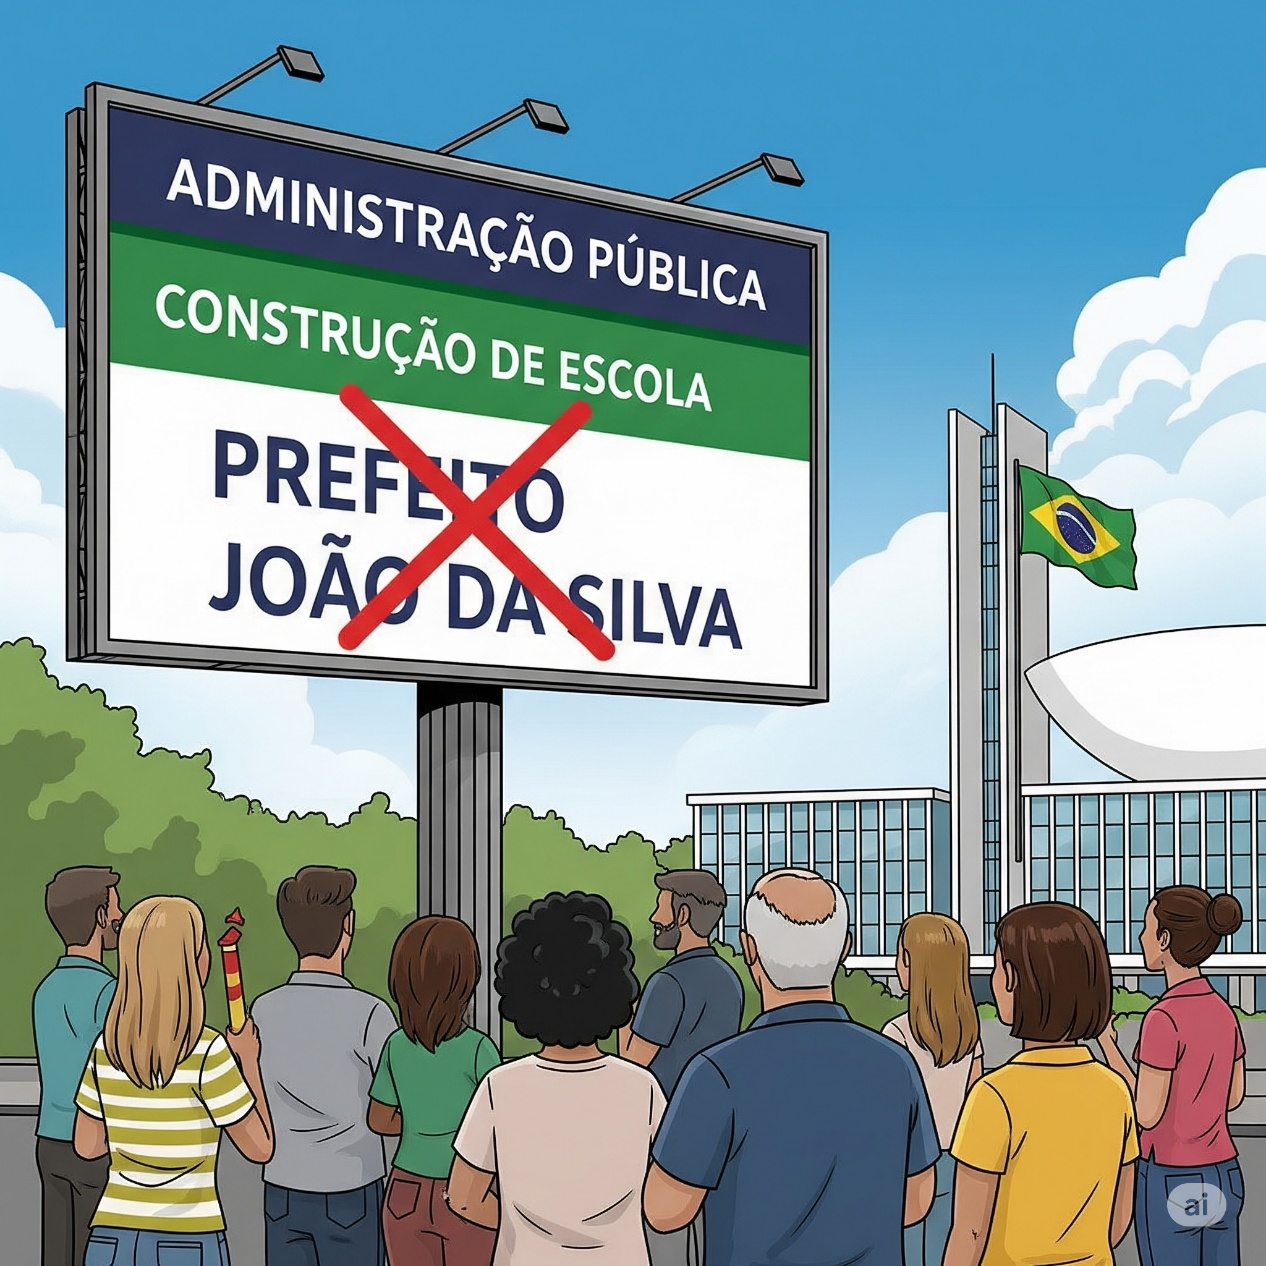 ADMINISTRAÇÃO PÚBLICA
CONSTRUÇÃO DE ESCOLA
PREFEITO
JOÃO DA SILVA
ai